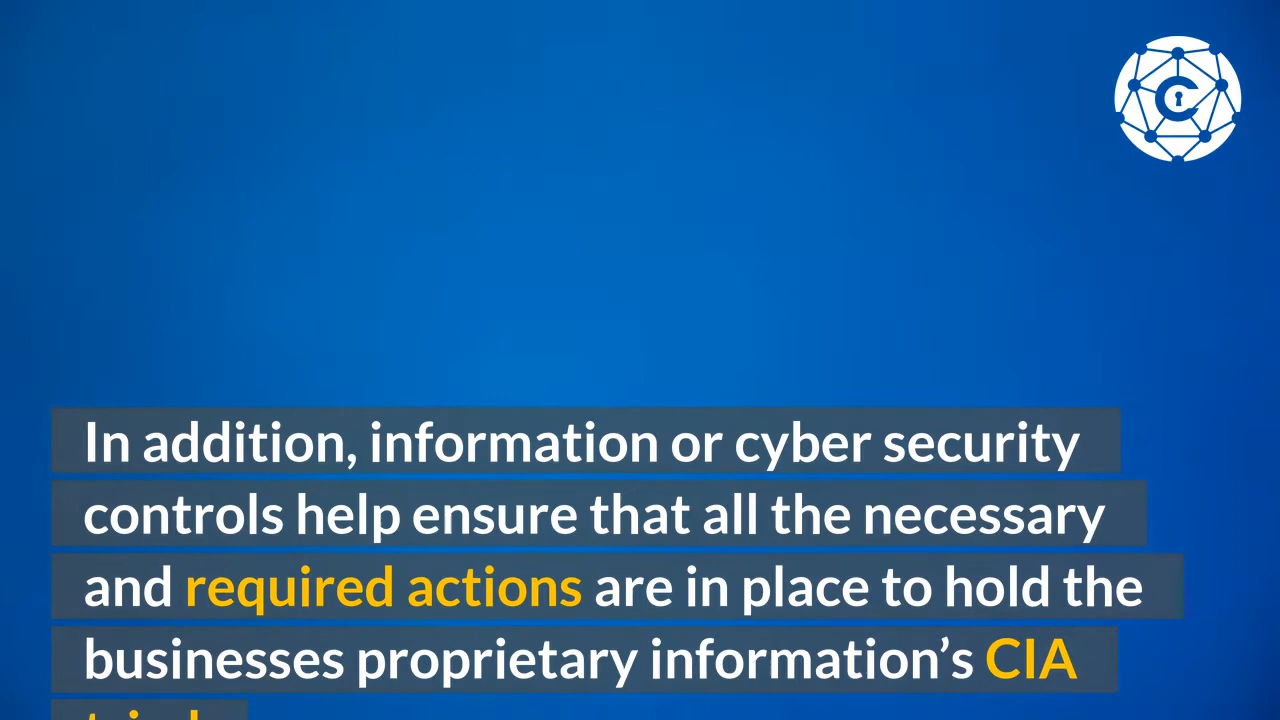 In addition, information or cyber security
controls help ensure that all the necessary
and required actions are in place to hold the
businesses proprietary information’s CIA